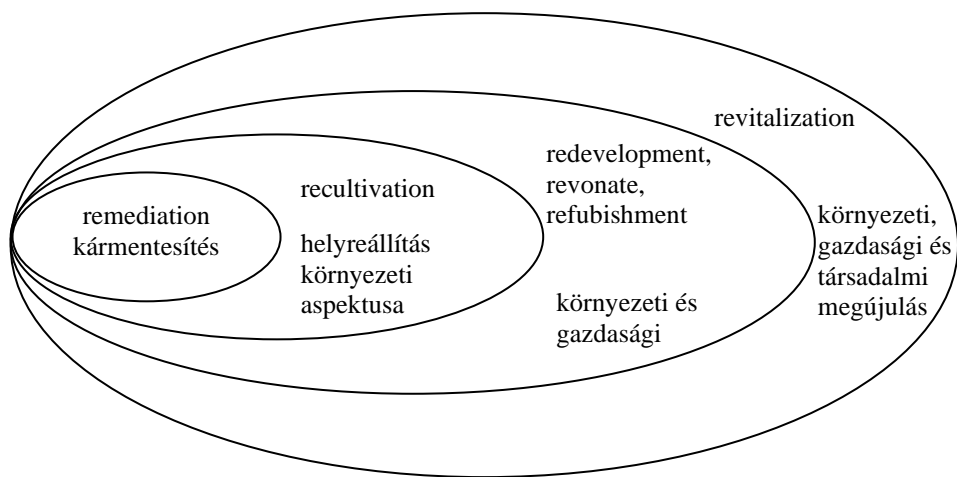 remediation
kármentesítés
recultivation
helyreállítás
környezeti
aspektusa
redevelopment,
revonate,
refubishment
környezeti és
gazdasági
revitalization
környezeti,
gazdasági és
társadalmi
megújulás